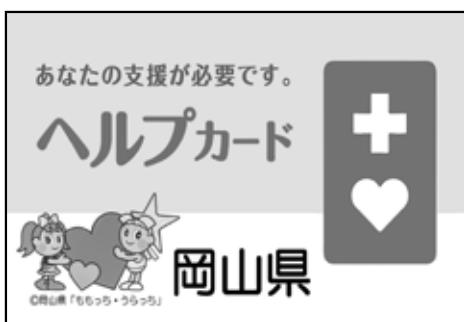 あなたの支援が必要です。
ヘルプカード
岡山県
©岡山県「ももっち・うらっち」